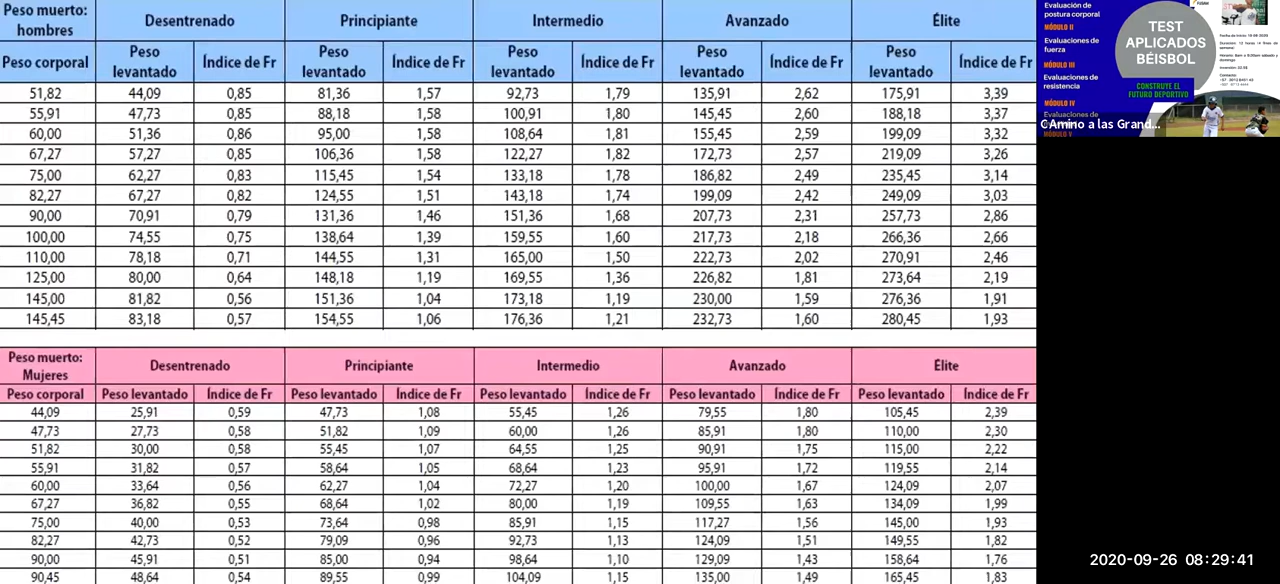 Peso muerto: hombres Desentrenado Principiante Intermedio Avanzado Élite
Peso corporal Peso levantado Índice de Fr Peso levantado Índice de Fr Peso levantado Índice de Fr Peso levantado Índice de Fr Peso levantado Índice de Fr
51,82 44,09 0,85 81,36 1,57 92,73 1,79 135,91 2,62 175,91 3,39
55,91 47,73 0,85 88,18 1,58 100,91 1,80 145,45 2,60 188,18 3,37
60,00 51,36 0,86 95,00 1,58 108,64 1,81 155,45 2,59 199,09 3,32
67,27 57,27 0,85 106,36 1,58 122,27 1,82 172,73 2,57 219,09 3,26
75,00 62,27 0,83 115,45 1,54 133,18 1,78 186,82 2,49 235,45 3,14
82,27 67,27 0,82 124,55 1,51 143,18 1,74 199,09 2,42 249,09 3,03
90,00 70,91 0,79 131,36 1,46 151,36 1,68 207,73 2,31 257,73 2,86
100,00 74,55 0,75 138,64 1,39 159,55 1,60 217,73 2,18 266,36 2,66
110,00 78,18 0,71 144,55 1,31 165,00 1,50 222,73 2,02 270,91 2,46
125,00 80,00 0,64 148,18 1,19 169,55 1,36 226,82 1,81 273,64 2,19
145,00 81,82 0,56 151,36 1,04 173,18 1,19 230,00 1,59 276,36 1,91
145,45 83,18 0,57 154,55 1,06 176,36 1,21 232,73 1,60 280,45 1,93
Peso muerto: Mujeres Desentrenado Principiante Intermedio Avanzado Élite
Peso corporal Peso levantado Índice de Fr Peso levantado Índice de Fr Peso levantado Índice de Fr Peso levantado Índice de Fr Peso levantado Índice de Fr
44,09 25,91 0,59 47,73 1,08 55,45 1,26 79,55 1,80 105,45 2,39
47,73 27,73 0,58 51,82 1,09 60,00 1,26 85,91 1,80 110,00 2,30
51,82 30,00 0,58 55,45 1,07 64,55 1,25 90,91 1,75 115,00 2,22
55,91 31,82 0,57 58,64 1,05 68,64 1,23 95,91 1,72 119,55 2,14
60,00 33,64 0,56 62,27 1,04 72,27 1,20 100,00 1,67 124,09 2,07
67,27 36,82 0,55 68,64 1,02 80,00 1,19 109,55 1,63 134,09 1,99
75,00 40,00 0,53 73,64 0,98 85,91 1,15 117,27 1,56 145,00 1,93
82,27 42,73 0,52 79,09 0,96 92,73 1,13 124,09 1,51 149,55 1,82
90,00 45,91 0,51 85,00 0,94 98,64 1,10 129,09 1,43 158,64 1,76
90,45 48,64 0,54 89,55 0,99 104,09 1,15 135,00 1,49 165,45 1,83
Evaluación de
postura corporal
MÓDULO II
Evaluaciones de
fuerza
MÓDULO III
Evaluaciones de
resistencia
MÓDULO IV
Evaluaciones de
MÓDULO V
TEST
APLICADOS
BÉISBOL
CONSTRUYE EL
FUTURO DEPORTIVO
CAmino a las Grand...
2020-09-26 08:29:41